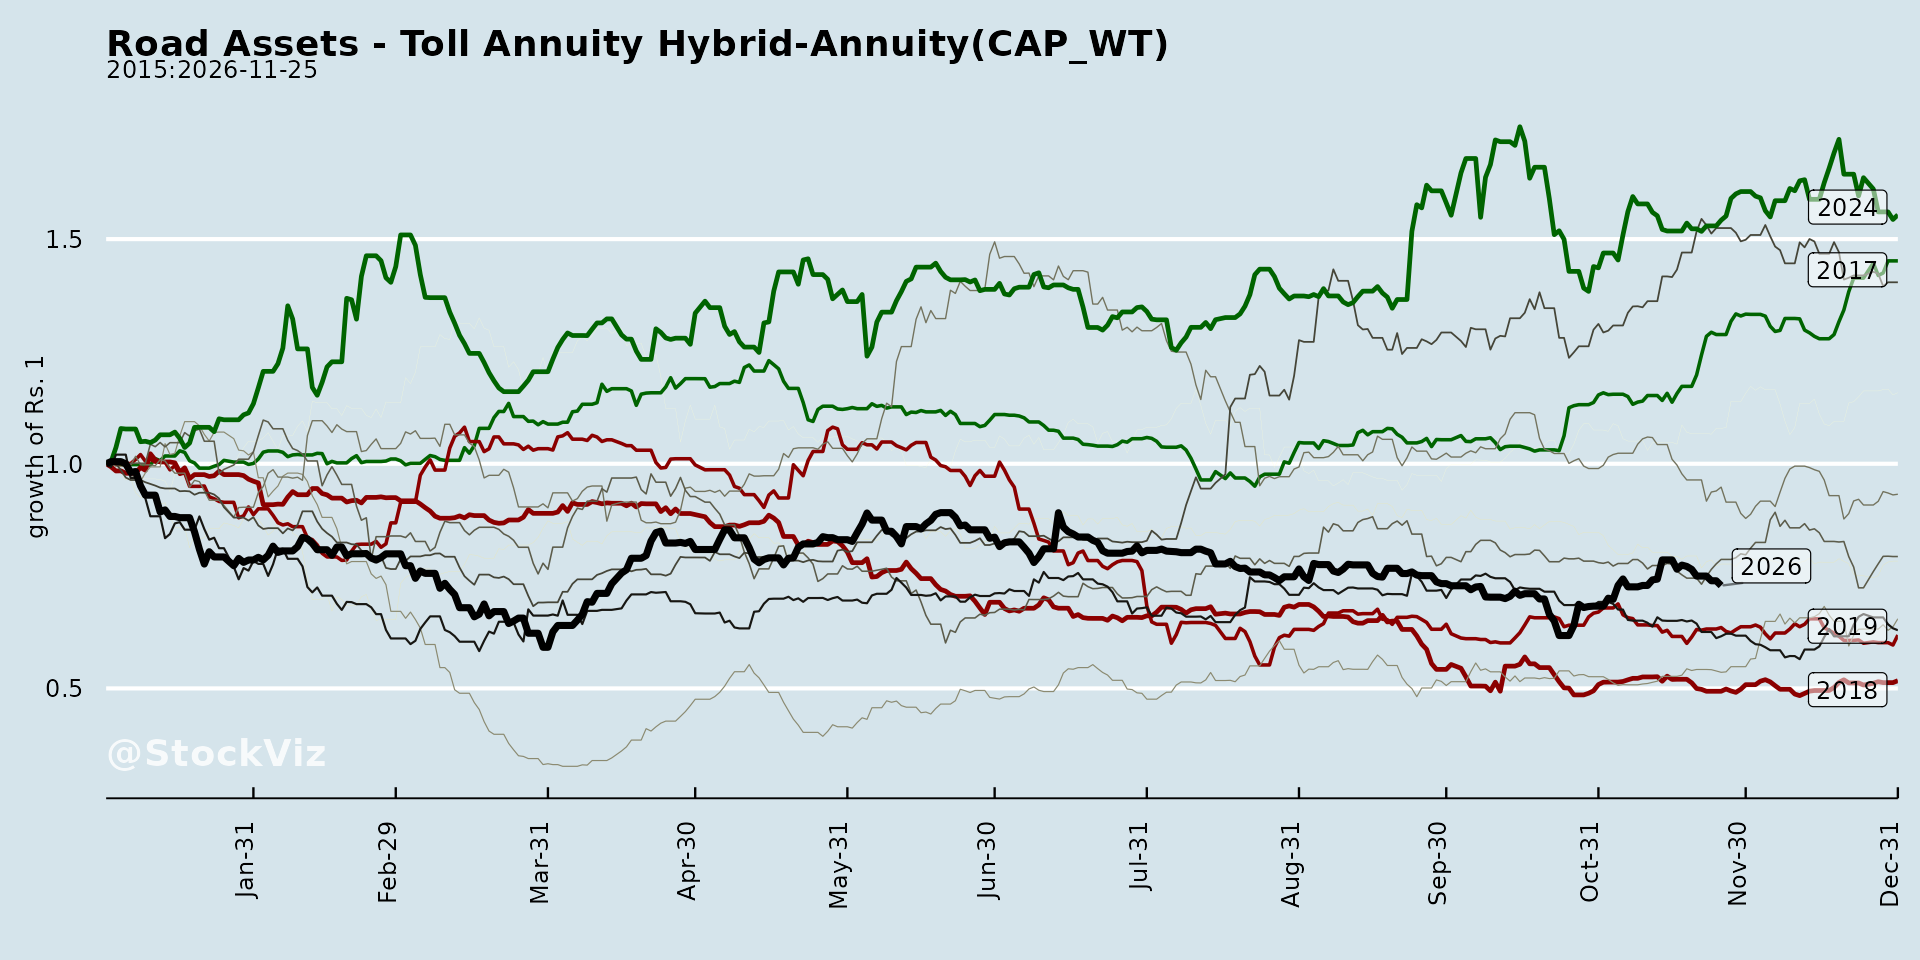 Road Assets - Toll Annuity Hybrid-Annuity(CAP_WT)
2015:2026-11-25
growth of Rs. 1
1.5
1.0
0.5
2024
2017
2026
2019
2018
@StockViz
Jan-31
Feb-29
Mar-31
Apr-30
May-31
Jun-30
Jul-31
Aug-31
Sep-30
Oct-31
Nov-30
Dec-31